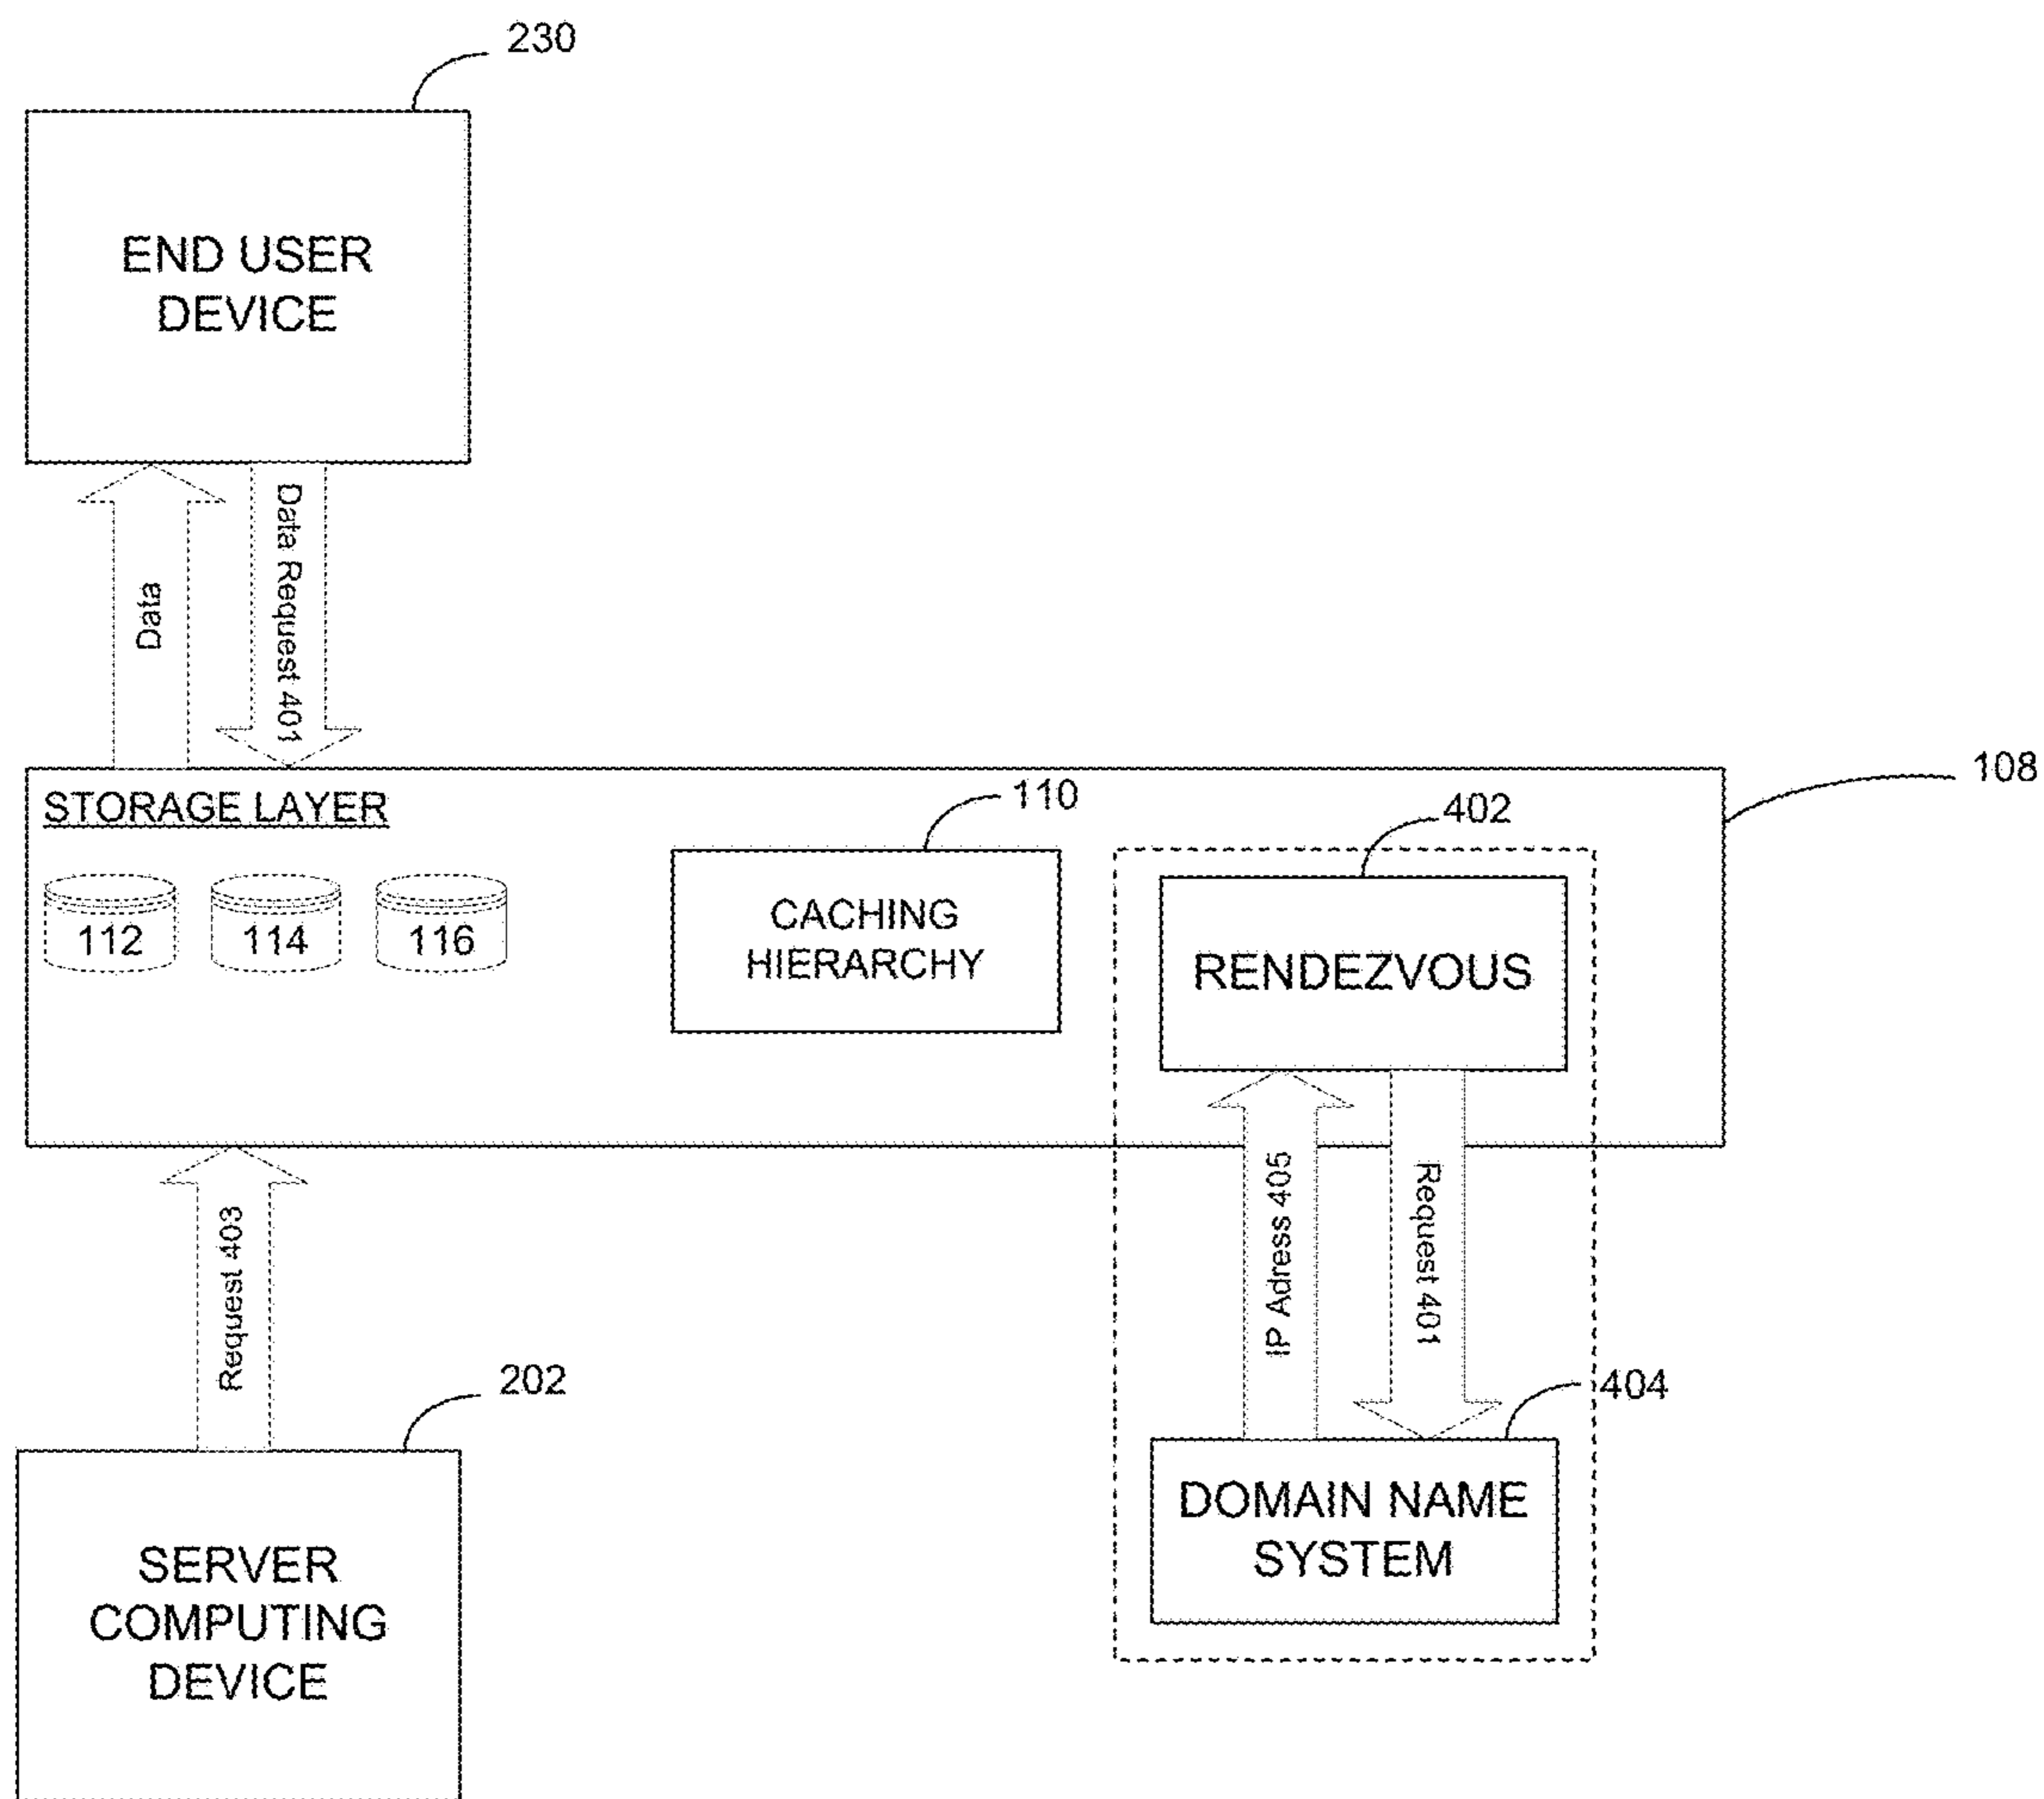 230
END USER
DEVICE
Data
Data Request 401
108
STORAGE LAYER
110
402
112
114
116
CACHING
HIERARCHY
RENDEZVOUS
Request 403
IP Adress 405
Request 401
202
404
SERVER
COMPUTING
DEVICE
DOMAIN NAME
SYSTEM